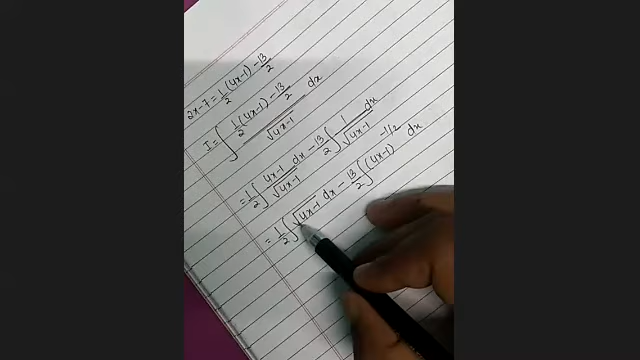 2x-7 = 1/2 (4x-1) - 13/2
I = ∫ (1/2 (4x-1) - 13/2) / √(4x-1) dx
= 1/2 ∫ (4x-1)/√(4x-1) dx - 13/2 ∫ 1/√(4x-1) dx
= 1/2 ∫ √(4x-1) dx - 13/2 ∫ (4x-1)^(-1/2) dx